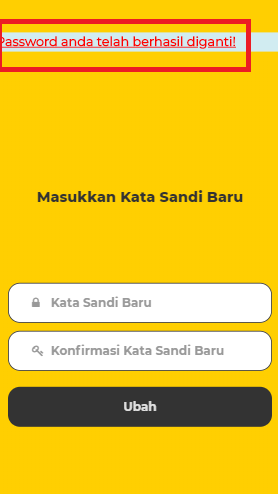 Password anda telah berhasil diganti!
Masukkan Kata Sandi Baru
Kata Sandi Baru
Konfirmasi Kata Sandi Baru
Ubah